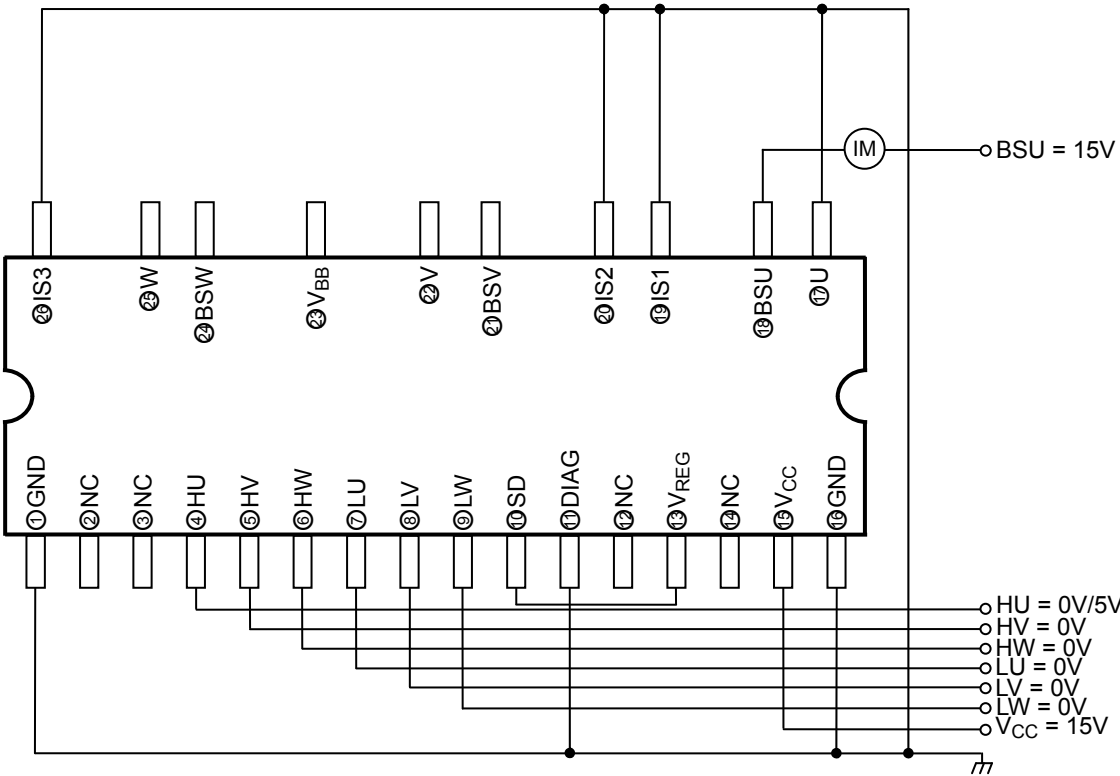 IM
BSU = 15V
㉖IS3
㉕W
㉔BSW
㉓VBB
㉒V
㉑BSV
⑳IS2
⑲IS1
⑱BSU
⑰U
①GND
②NC
③NC
④HU
⑤HV
⑥HW
⑦LU
⑧LV
⑨LW
⑩SD
⑪DIAG
⑫NC
⑬VREG
⑭NC
⑮VCC
⑯GND
HU = 0V/5V
HV = 0V
HW = 0V
LU = 0V
LV = 0V
LW = 0V
VCC = 15V